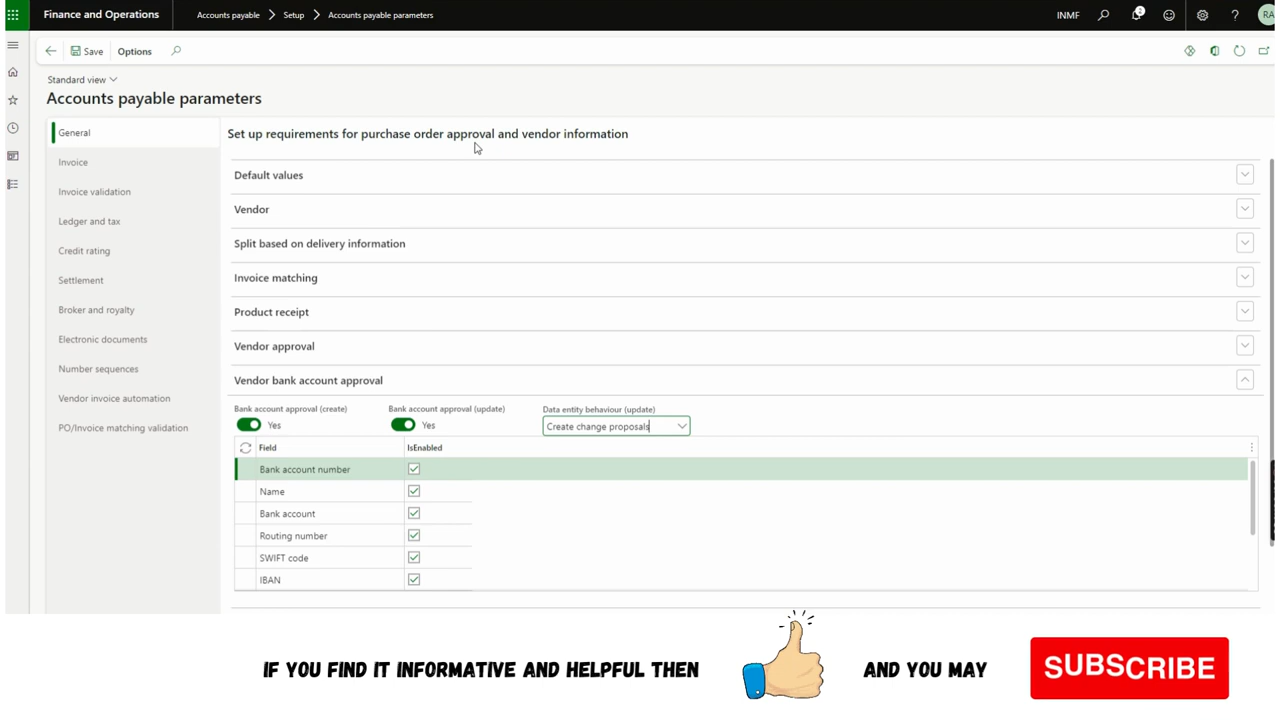 Finance and Operations
Accounts payable > Setup > Accounts payable parameters
INMF
2
?
RA
Save
Options
Standard view
Accounts payable parameters
General
Invoice
Invoice validation
Ledger and tax
Credit rating
Settlement
Broker and royalty
Electronic documents
Number sequences
Vendor invoice automation
PO/Invoice matching validation
Set up requirements for purchase order approval and vendor information
Default values
Vendor
Split based on delivery information
Invoice matching
Product receipt
Vendor approval
Vendor bank account approval
Bank account approval (create)
Yes
Bank account approval (update)
Yes
Data entity behaviour (update)
Create change proposals
Field IsEnabled
Bank account number
Name
Bank account
Routing number
SWIFT code
IBAN
IF YOU FIND IT INFORMATIVE AND HELPFUL THEN
AND YOU MAY
SUBSCRIBE